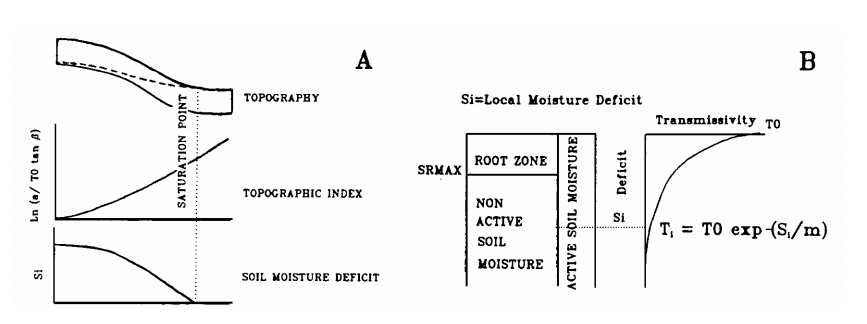 A
TOPOGRAPHY
SATURATION POINT
Ln (a/ T0 tan β)
TOPOGRAPHIC INDEX
Si
SOIL MOISTURE DEFICIT
B
Si=Local Moisture Deficit
Transmissivity T0
SRMAX
ROOT ZONE
NON
ACTIVE
SOIL
MOISTURE
ACTIVE SOIL MOISTURE
Deficit
Si
Ti = T0 exp-(Si/m)